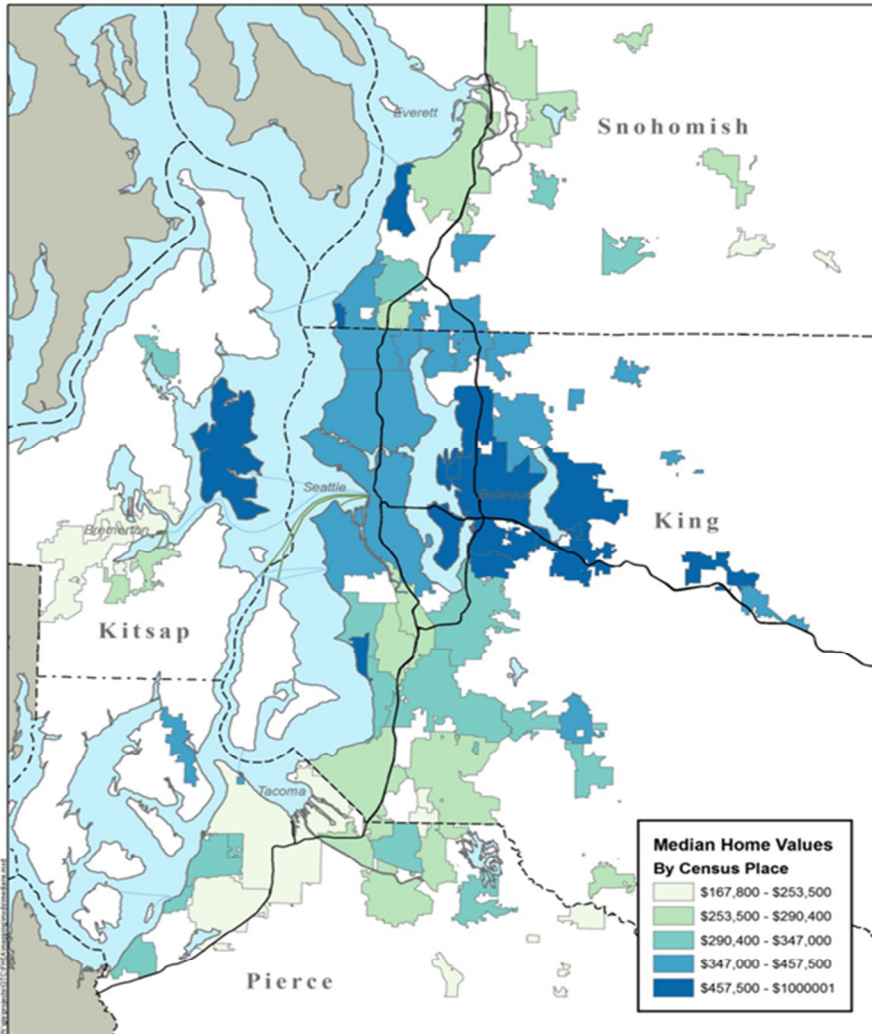 Everett
Snohomish
Seattle
Bellevue
King
Bremerton
Kitsap
Tacoma
Pierce
Median Home Values
By Census Place
$167,800 - $253,500
$253,500 - $290,400
$290,400 - $347,000
$347,000 - $457,500
$457,500 - $1000001